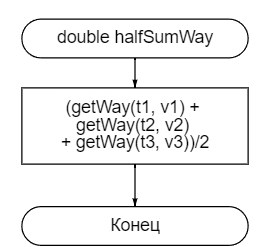 double halfSumWay
(getWay(t1, v1) +
getWay(t2, v2)
+ getWay(t3, v3))/2
Конец